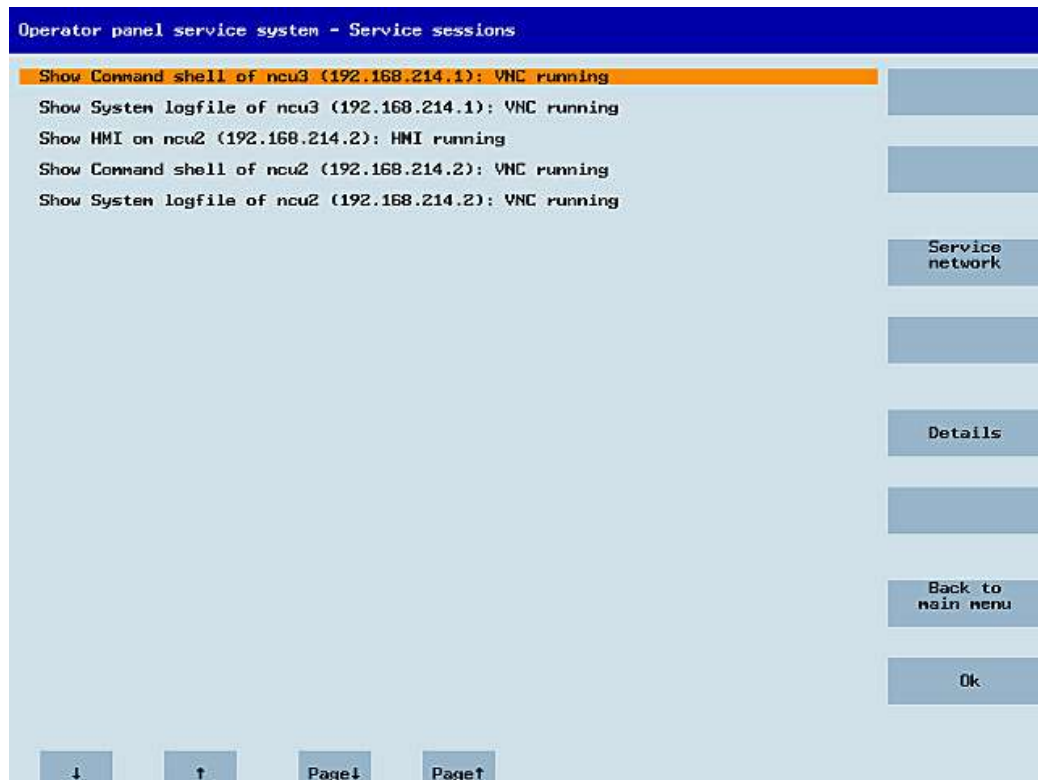 Operator panel service system - Service sessions
Show Command shell of ncu3 (192.168.214.1): VNC running
Show System logfile of ncu3 (192.168.214.1): VNC running
Show HMI on ncu2 (192.168.214.2): HMI running
Show Command shell of ncu2 (192.168.214.2): VNC running
Show System logfile of ncu2 (192.168.214.2): VNC running
Service
network
Details
Back to
main menu
Ok
↓ ↑ Page↓ Page↑